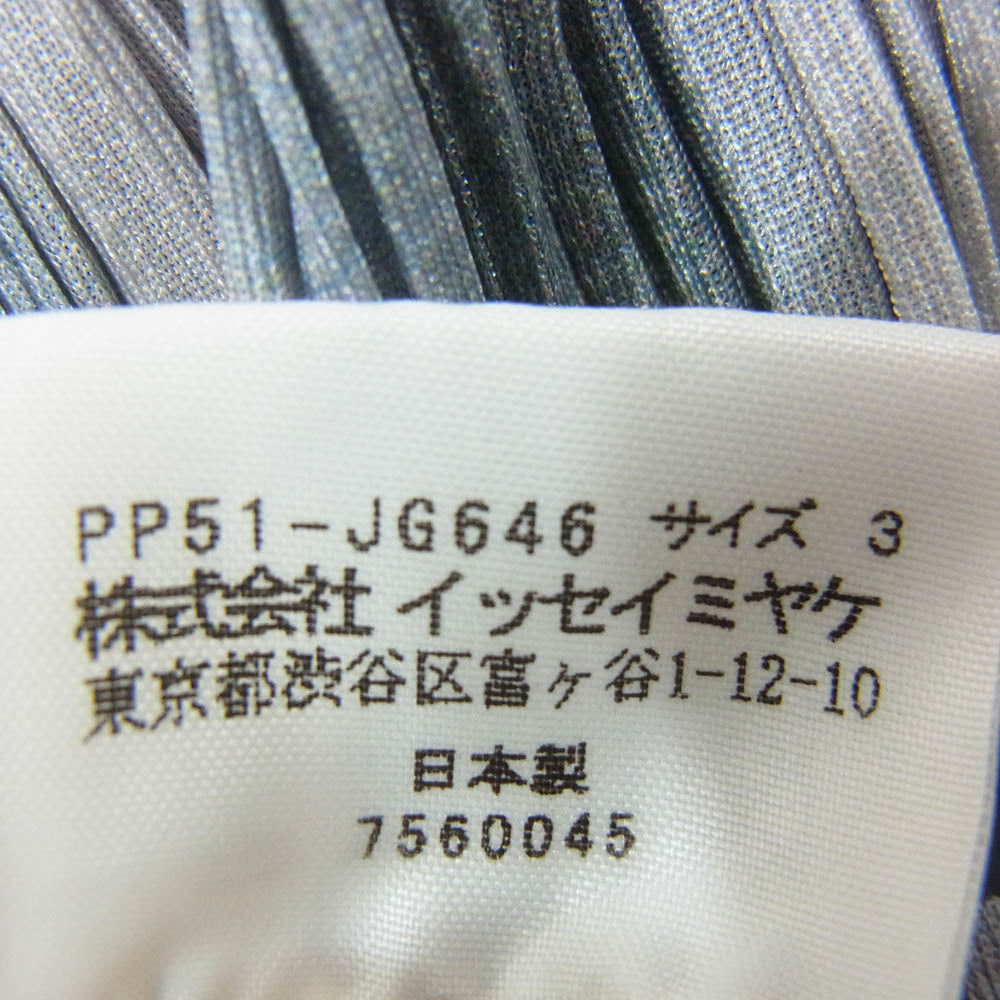 PP51-JG646 サイズ 3
株式会社 イッセイミヤケ
東京都渋谷区富ヶ谷1-12-10
日本製
7560045